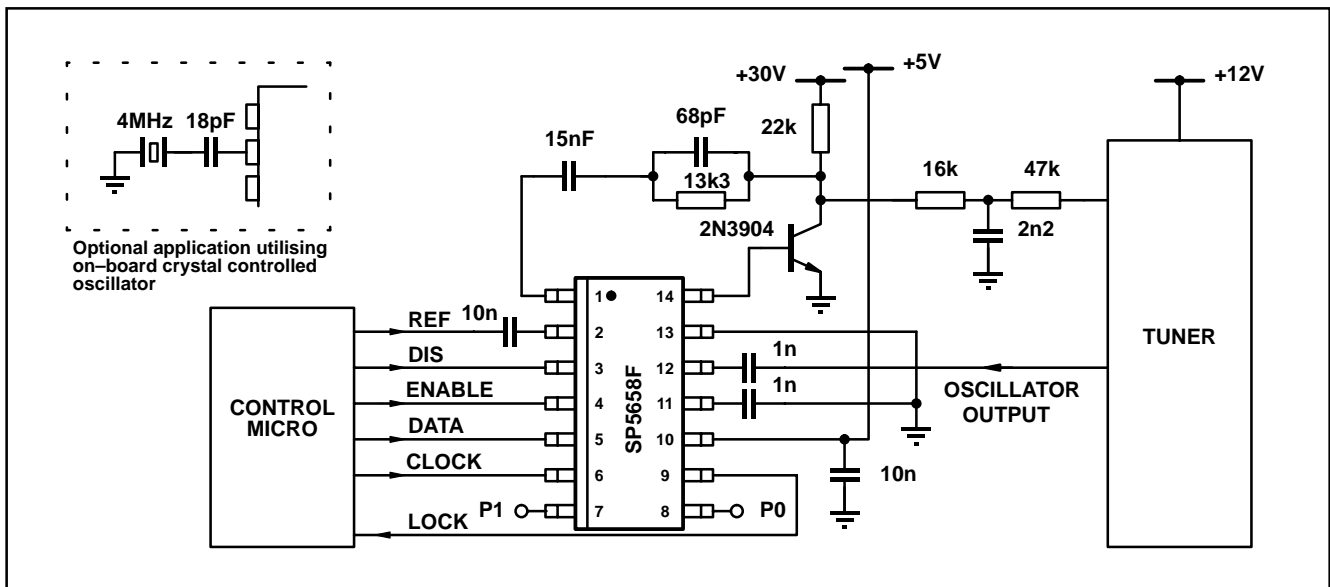 4MHz 18pF
Optional application utilising
on–board crystal controlled
oscillator
15nF
68pF
13k3
+30V
22k
+5V
+12V
16k
47k
2n2
2N3904
CONTROL
MICRO
REF
10n
DIS
ENABLE
DATA
CLOCK
P1
LOCK
SP5658F
1 14
2 13
3 12
4 11
5 10
6 9
7 8
1n
1n
OSCILLATOR
OUTPUT
10n
P0
TUNER